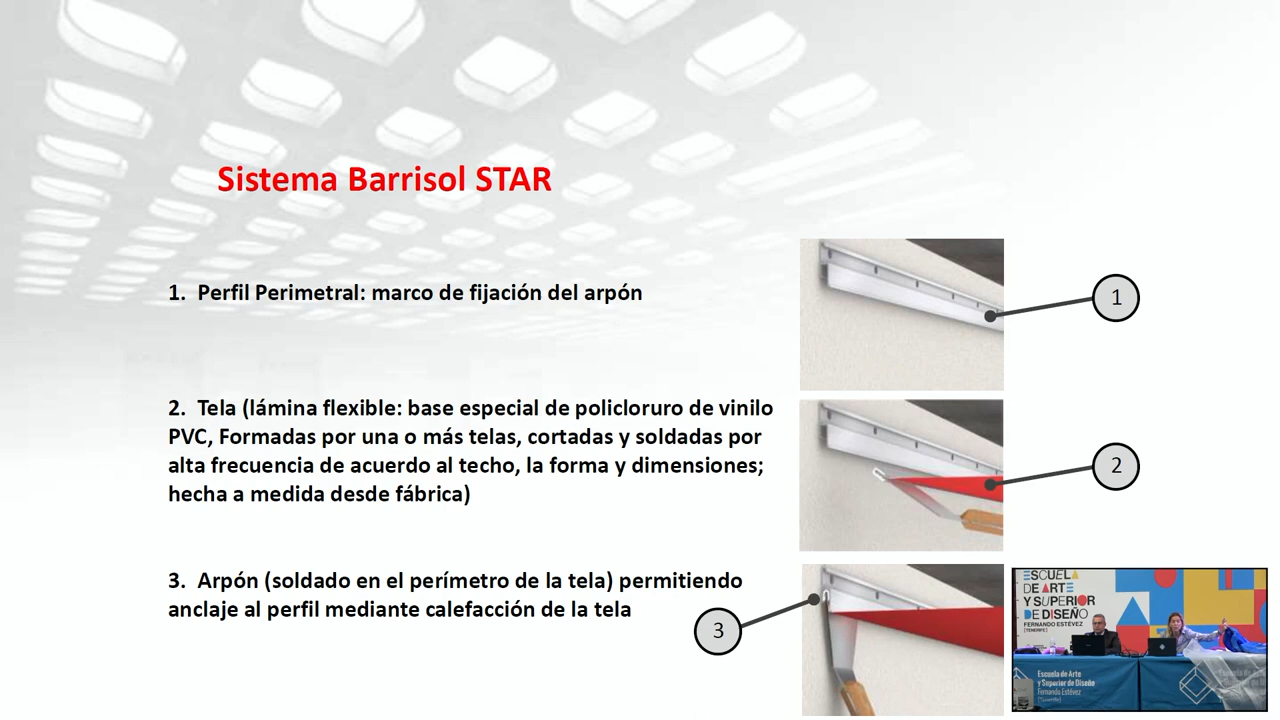 Sistema Barrisol STAR
1. Perfil Perimetral: marco de fijación del arpón
1
2. Tela (lámina flexible: base especial de policloruro de vinilo
PVC, Formadas por una o más telas, cortadas y soldadas por
alta frecuencia de acuerdo al techo, la forma y dimensiones;
hecha a medida desde fábrica)
2
3. Arpón (soldado en el perímetro de la tela) permitiendo
anclaje al perfil mediante calefacción de la tela
3
ESCUELA
DE ARTE
Y SUPERIOR
DE DISEÑO
FERNANDO ESTÉVEZ
[TENERIFE]
Escuela de Arte
y Superior de Diseño
Fernando Estévez
[Tenerife]